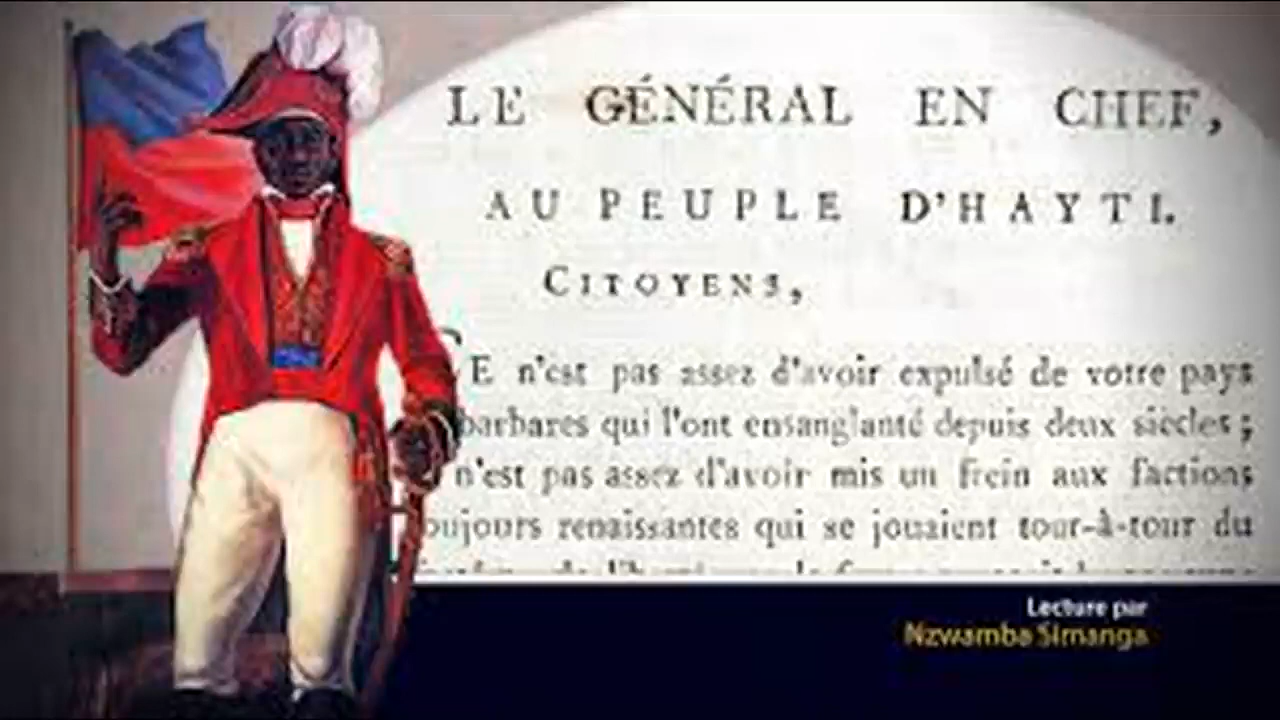 LE GÉNÉRAL EN CHEF,
AU PEUPLE D'HAYTI.
CITOYENS,
CE n'est pas assez d'avoir expulsé de votre pays
barbares qui l'ont ensanglanté depuis deux siècles ;
n'est pas assez d'avoir mis un frein aux factions
oujours renaissantes qui se jouaient tour-à-tour du
Lecture par
Nzwamba Simanga